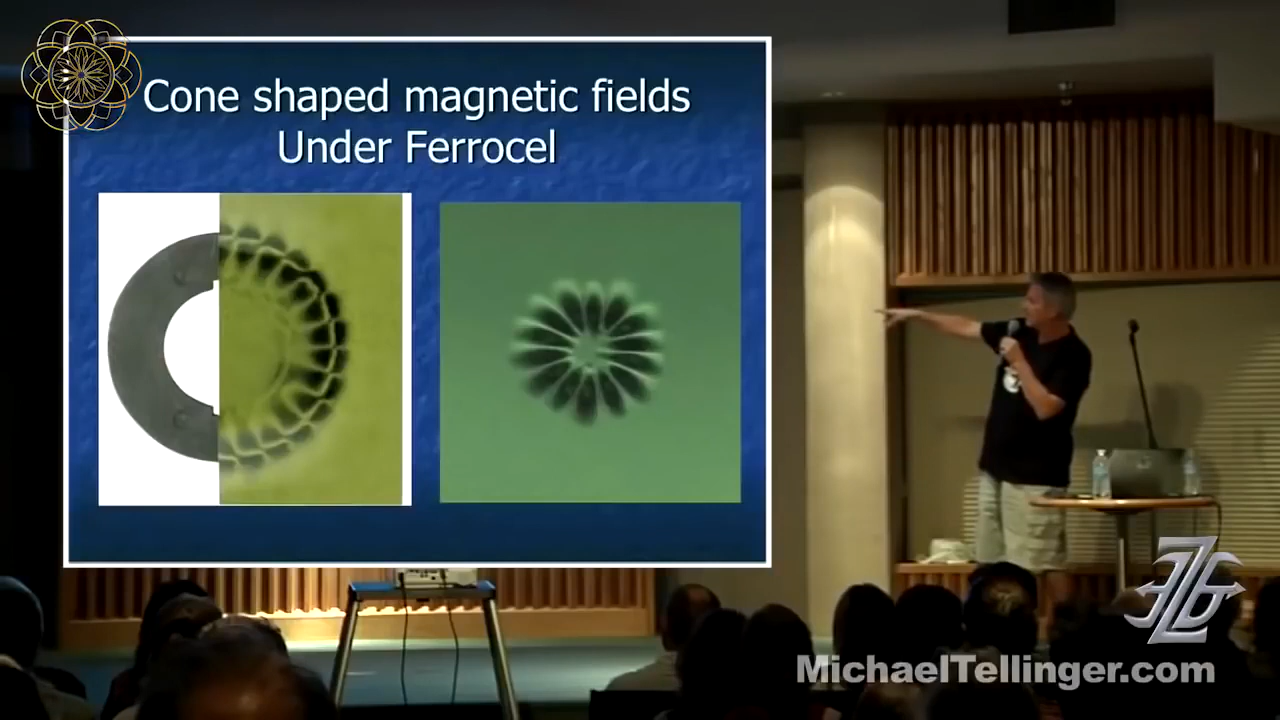 Cone shaped magnetic fields
Under Ferrocel
MichaelTellinger.com